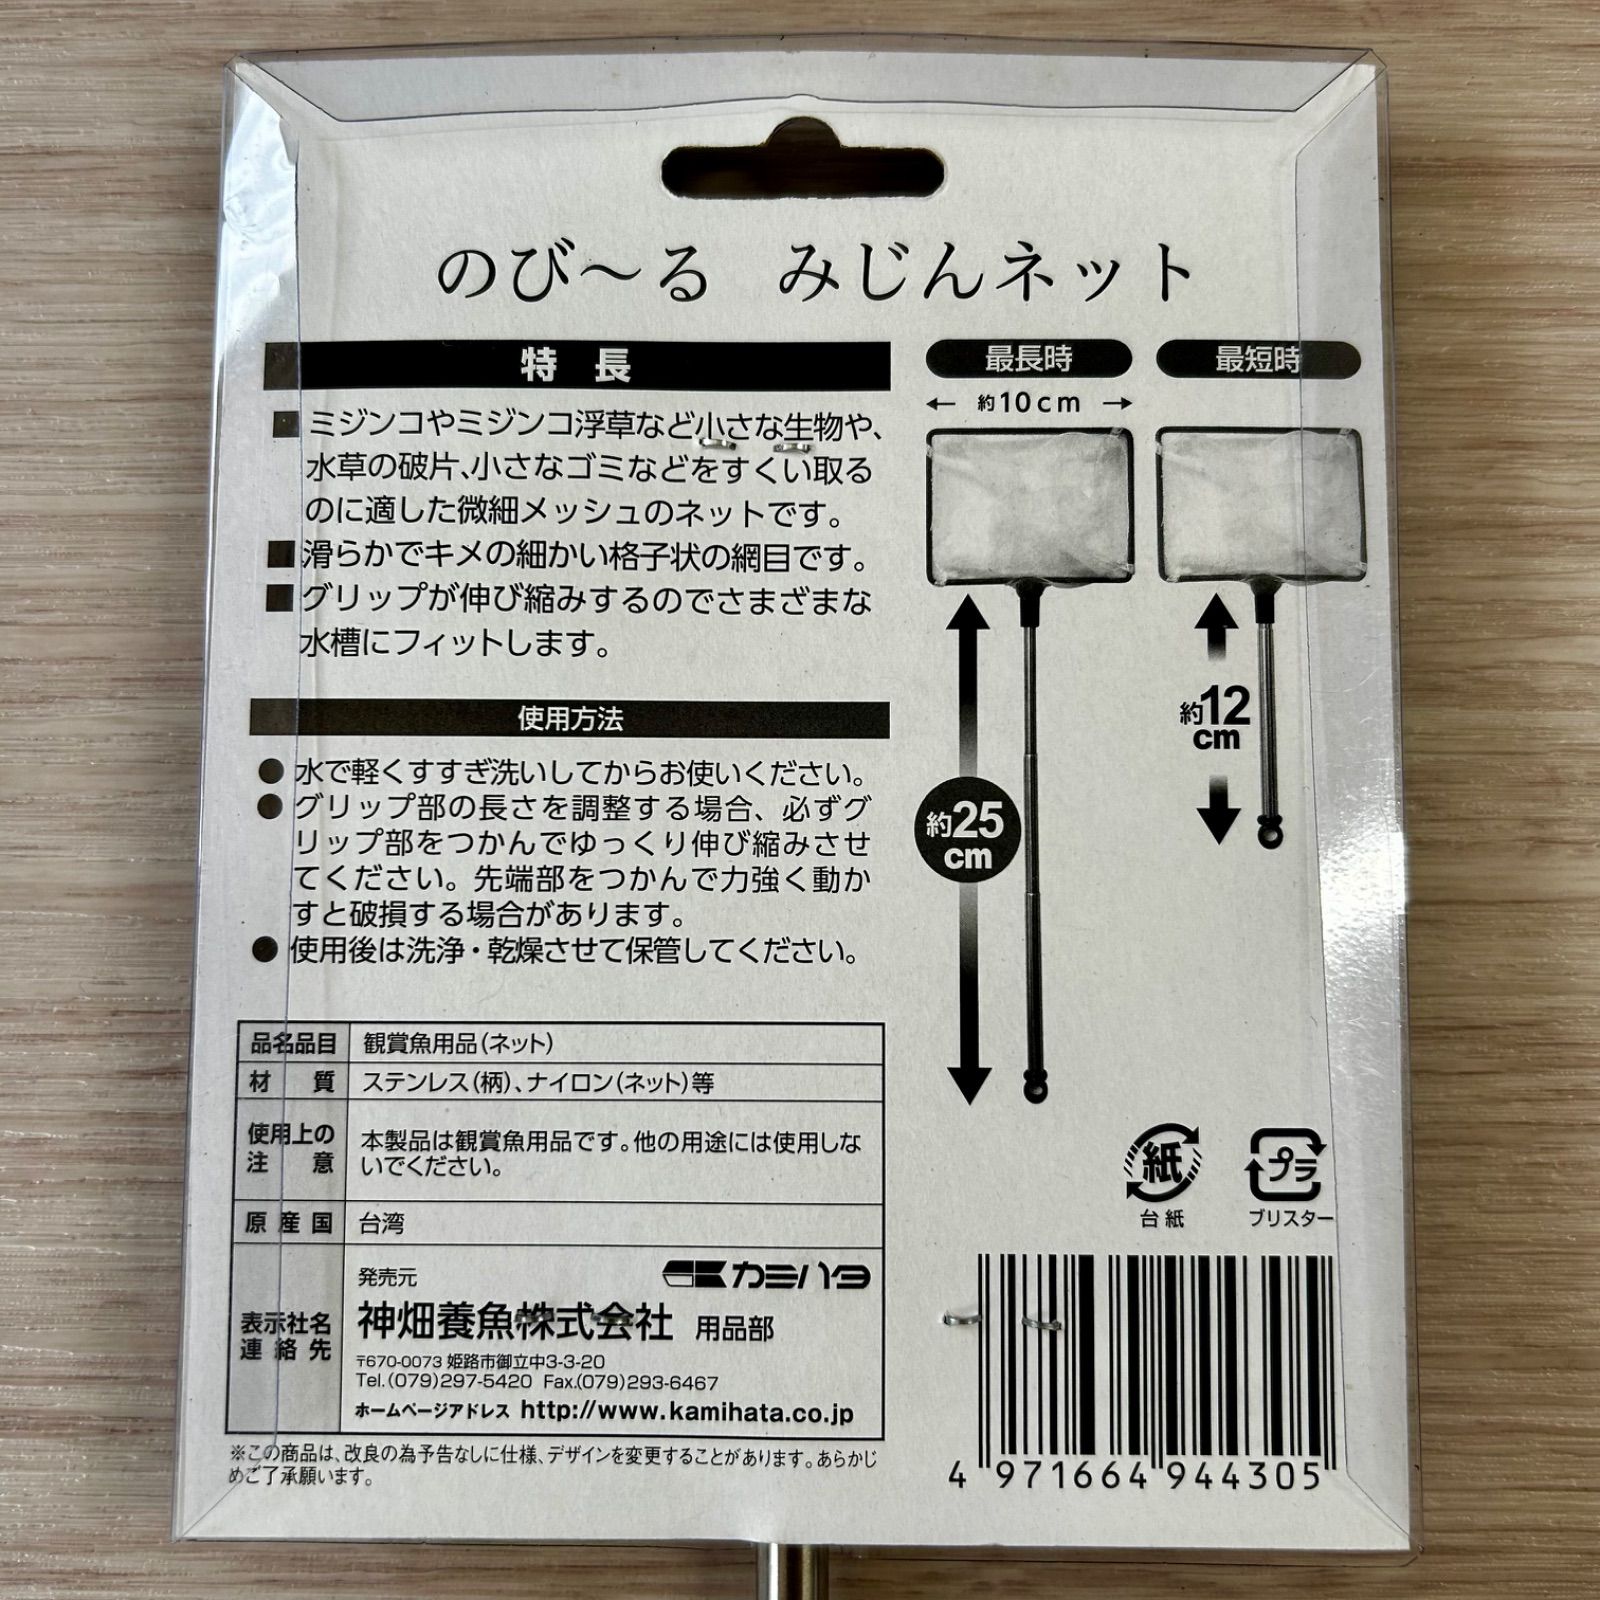 のび〜る みじんネット
特 長
■ミジンコやミジンコ浮草など小さな生物や、
水草の破片、小さなゴミなどをすくい取る
のに適した微細メッシュのネットです。
■滑らかでキメの細かい格子状の網目です。
■グリップが伸び縮みするのでさまざまな
水槽にフィットします。
使用方法
●水で軽くすすぎ洗いしてからお使いください。
●グリップ部の長さを調整する場合、必ずグ
リップ部をつかんでゆっくり伸び縮みさせ
てください。先端部をつかんで力強く動か
すと破損する場合があります。
●使用後は洗浄・乾燥させて保管してください。
最長時
最短時
約10cm
約25
cm
約12
cm
品名品目 観賞魚用品(ネット)
材 質 ステンレス(柄)、ナイロン(ネット)等
使用上の
注 意
本製品は観賞魚用品です。他の用途には使用しな
いでください。
原産国 台湾
表示社名
連絡先
発売元 カミハタ
神畑養魚株式会社 用品部
〒670-0073 姫路市御立中3-3-20
Tel.(079)297-5420 Fax.(079)293-6467
ホームページアドレス http://www.kamihata.co.jp
※この商品は、改良の為予告なしに仕様、デザインを変更することがあります。あらかじ
めご了承願います。
紙
台紙
プラ
ブリスター
4 971664 944305